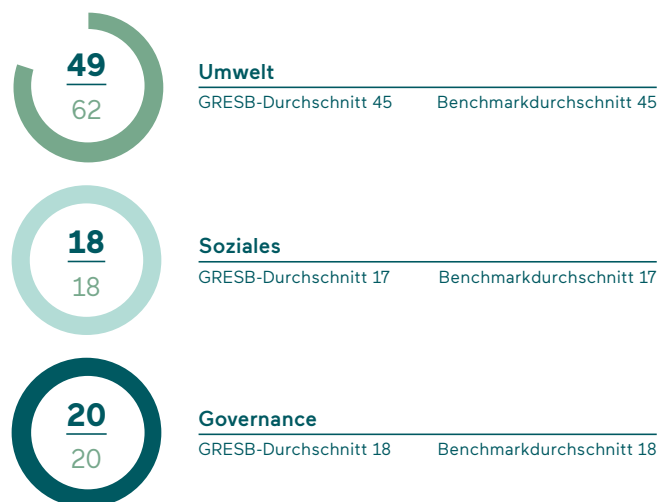 49
62
Umwelt
GRESB-Durchschnitt 45 Benchmarkdurchschnitt 45
18
18
Soziales
GRESB-Durchschnitt 17 Benchmarkdurchschnitt 17
20
20
Governance
GRESB-Durchschnitt 18 Benchmarkdurchschnitt 18